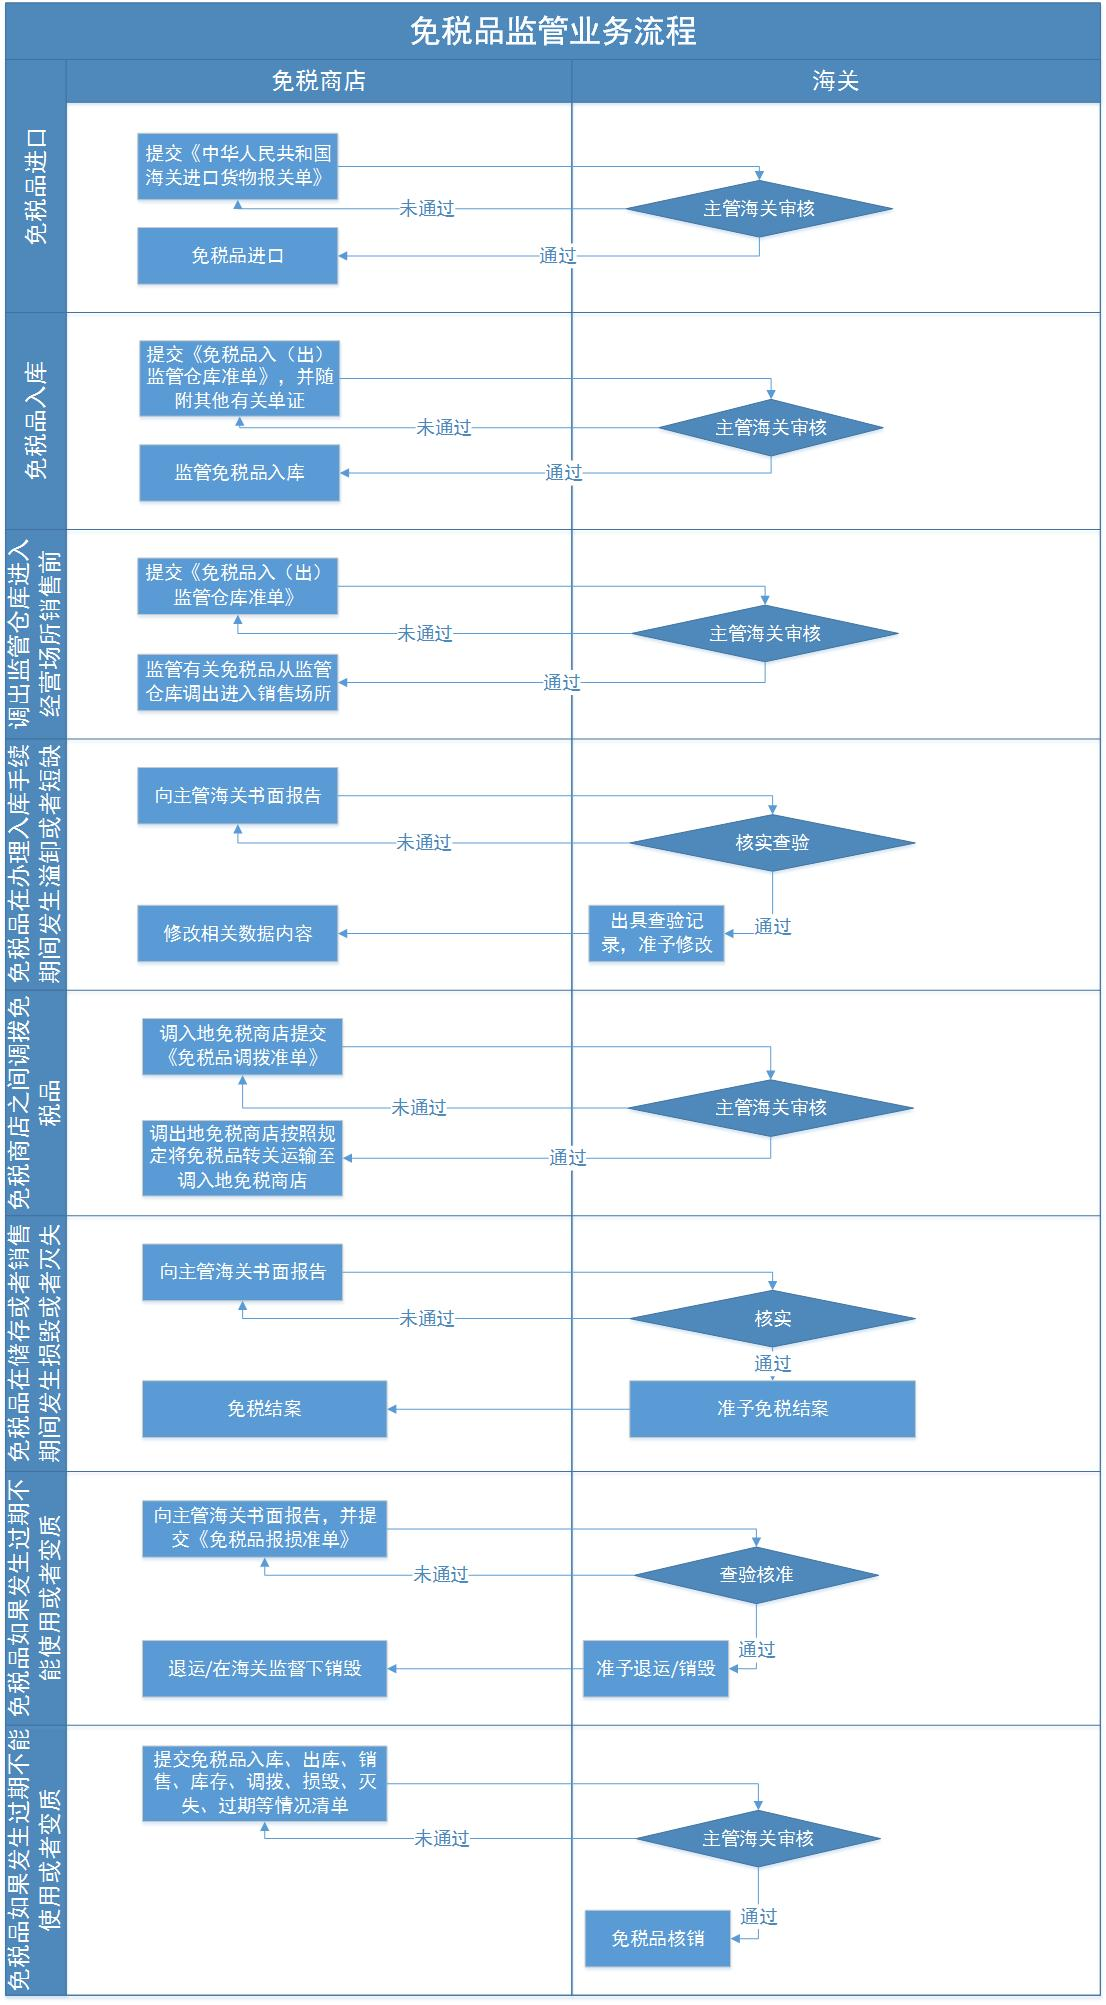 免税品监管业务流程
免税商店
海关
免税品进口
提交《中华人民共和国
海关进口货物报关单》
主管海关审核
未通过
免税品进口
通过
免税品入库
提交《免税品入（出）
监管仓库准单》，并随
附其他有关单证
主管海关审核
未通过
监管免税品入库
通过
调出监管仓库进入
经营场所销售前
提交《免税品入（出）
监管仓库准单》
主管海关审核
未通过
监管有关免税品从监管
仓库调出进入销售场所
通过
免税品在办理入库手续
期间发生溢卸或者短缺
向主管海关书面报告
核实查验
未通过
修改相关数据内容
出具查验记
录，准予修改
通过
免税商店之间调拨免
税品
调入地免税商店提交
《免税品调拨准单》
主管海关审核
未通过
调出地免税商店按照规
定将免税品转关运输至
调入地免税商店
通过
免税品在储存或者销售
期间发生损毁或者灭失
向主管海关书面报告
核实
未通过
通过
免税结案
准予免税结案
免税品如果发生过期不
能使用或者变质
向主管海关书面报告，并提
交《免税品报损准单》
查验核准
未通过
通过
退运/在海关监督下销毁
准予退运/销毁
免税品如果发生过期不能
使用或者变质
提交免税品入库、出库、销
售、库存、调拨、损毁、灭
失、过期等情况清单
主管海关审核
未通过
通过
免税品核销